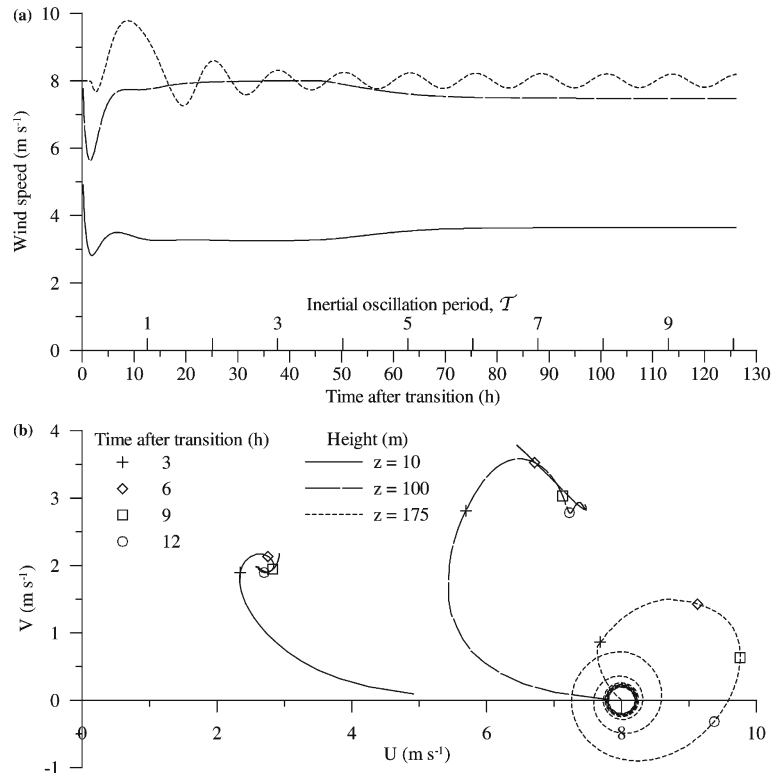 (a)
10
8
6
4
2
0
Wind speed (m s⁻¹)
Inertial oscillation period, 𝒯
1 3 5 7 9
0 10 20 30 40 50 60 70 80 90 100 110 120 130
Time after transition (h)
(b)
4
3
2
1
0
-1
V (m s⁻¹)
Time after transition (h)
3
6
9
12
Height (m)
z = 10
z = 100
z = 175
0 2 4 6 8 10
U (m s⁻¹)